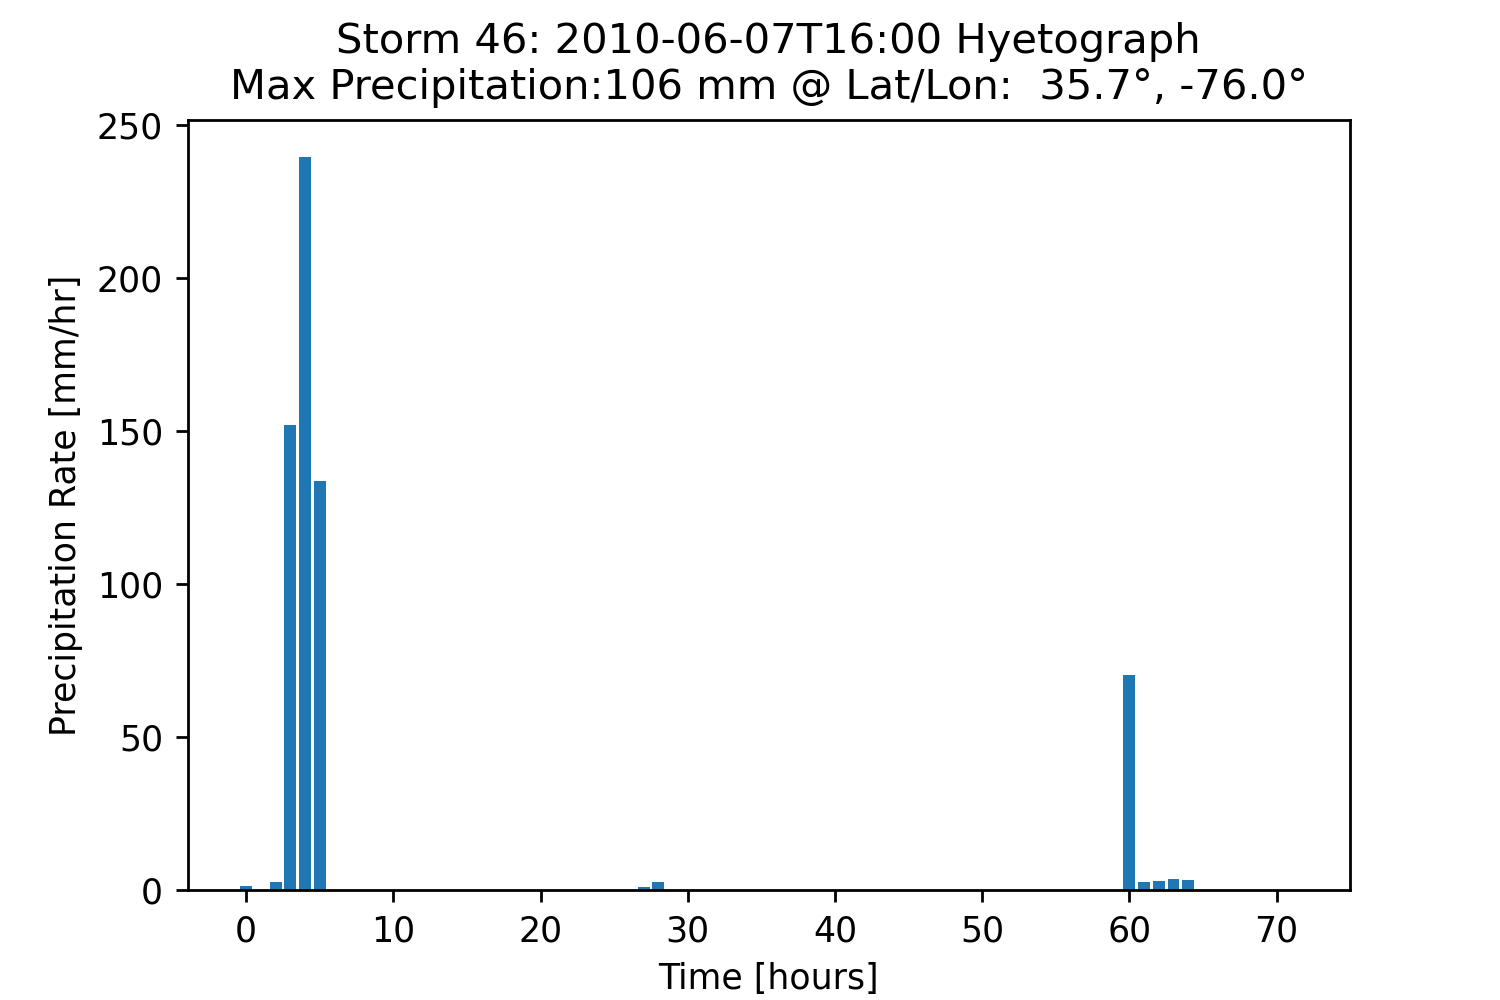 Storm 46: 2010-06-07T16:00 Hyetograph
Max Precipitation:106 mm @ Lat/Lon:  35.7°, -76.0°
250
200
150
100
50
0
Precipitation Rate [mm/hr]
0 10 20 30 40 50 60 70
Time [hours]